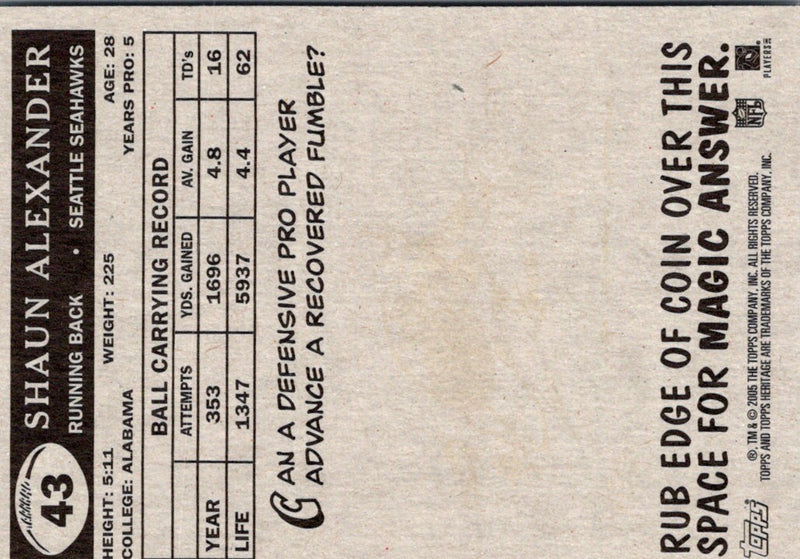 43
SHAUN ALEXANDER
RUNNING BACK • SEATTLE SEAHAWKS
HEIGHT: 5:11 WEIGHT: 225 AGE: 28
COLLEGE: ALABAMA YEARS PRO: 5
BALL CARRYING RECORD
ATTEMPTS YDS. GAINED AV. GAIN TD's
YEAR 353 1696 4.8 16
LIFE 1347 5937 4.4 62
CAN A DEFENSIVE PRO PLAYER
ADVANCE A RECOVERED FUMBLE?
RUB EDGE OF COIN OVER THIS
SPACE FOR MAGIC ANSWER.
Topps
®, TM & © 2005 THE TOPPS COMPANY, INC. ALL RIGHTS RESERVED.
TOPPS AND TOPPS HERITAGE ARE TRADEMARKS OF THE TOPPS COMPANY, INC.
NFL
PLAYERS